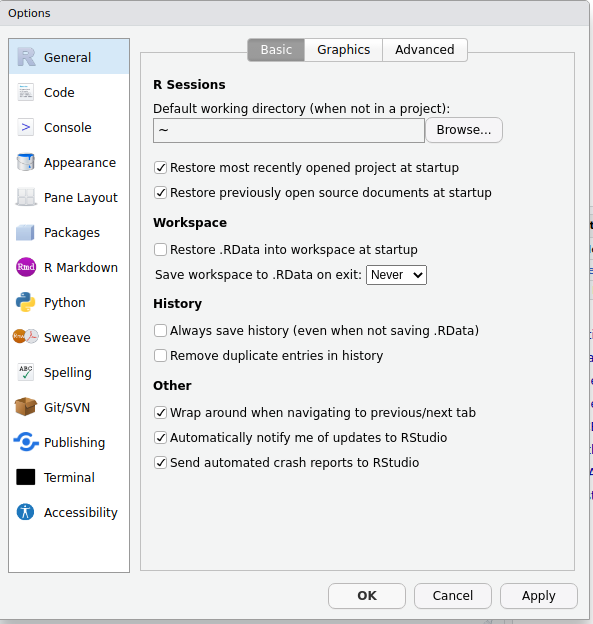 Options
General
Code
Console
Appearance
Pane Layout
Packages
R Markdown
Python
Sweave
Spelling
Git/SVN
Publishing
Terminal
Accessibility
Basic Graphics Advanced
R Sessions
Default working directory (when not in a project):
~ Browse...
Restore most recently opened project at startup
Restore previously open source documents at startup
Workspace
Restore .RData into workspace at startup
Save workspace to .RData on exit: Never
History
Always save history (even when not saving .RData)
Remove duplicate entries in history
Other
Wrap around when navigating to previous/next tab
Automatically notify me of updates to RStudio
Send automated crash reports to RStudio
OK Cancel Apply